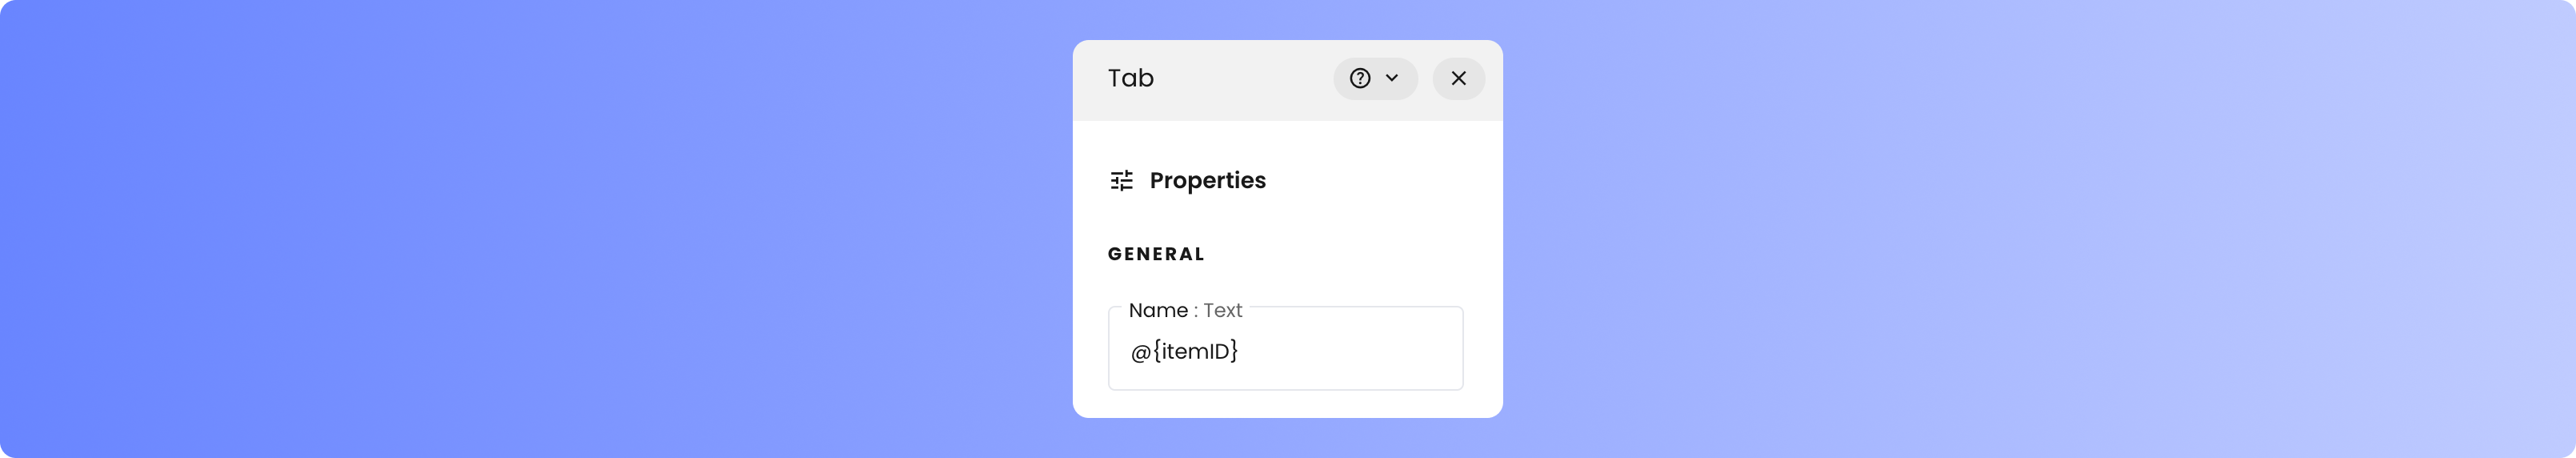 Tab
Properties
GENERAL
Name : Text
@{itemID}